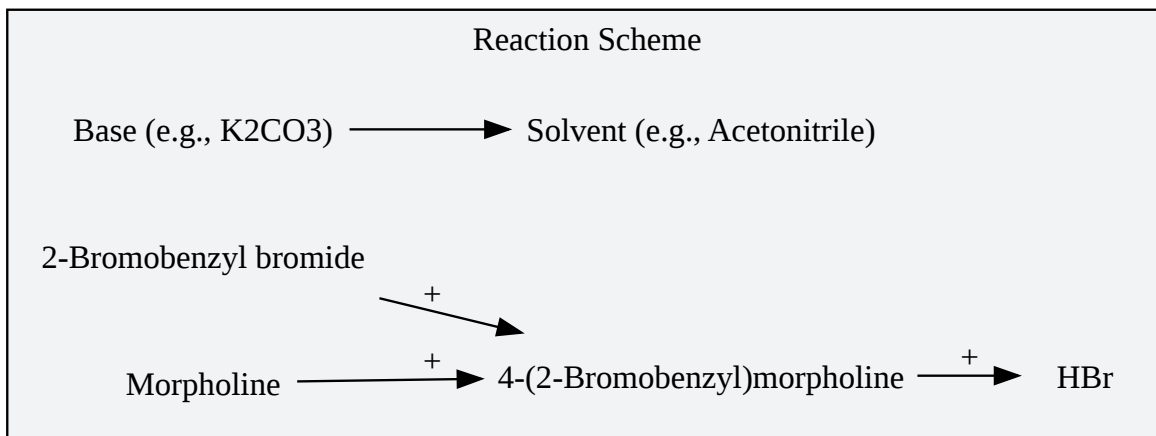 Reaction Scheme
Base (e.g., K2CO3)
Solvent (e.g., Acetonitrile)
2-Bromobenzyl bromide
+
Morpholine
+
4-(2-Bromobenzyl)morpholine
+
HBr